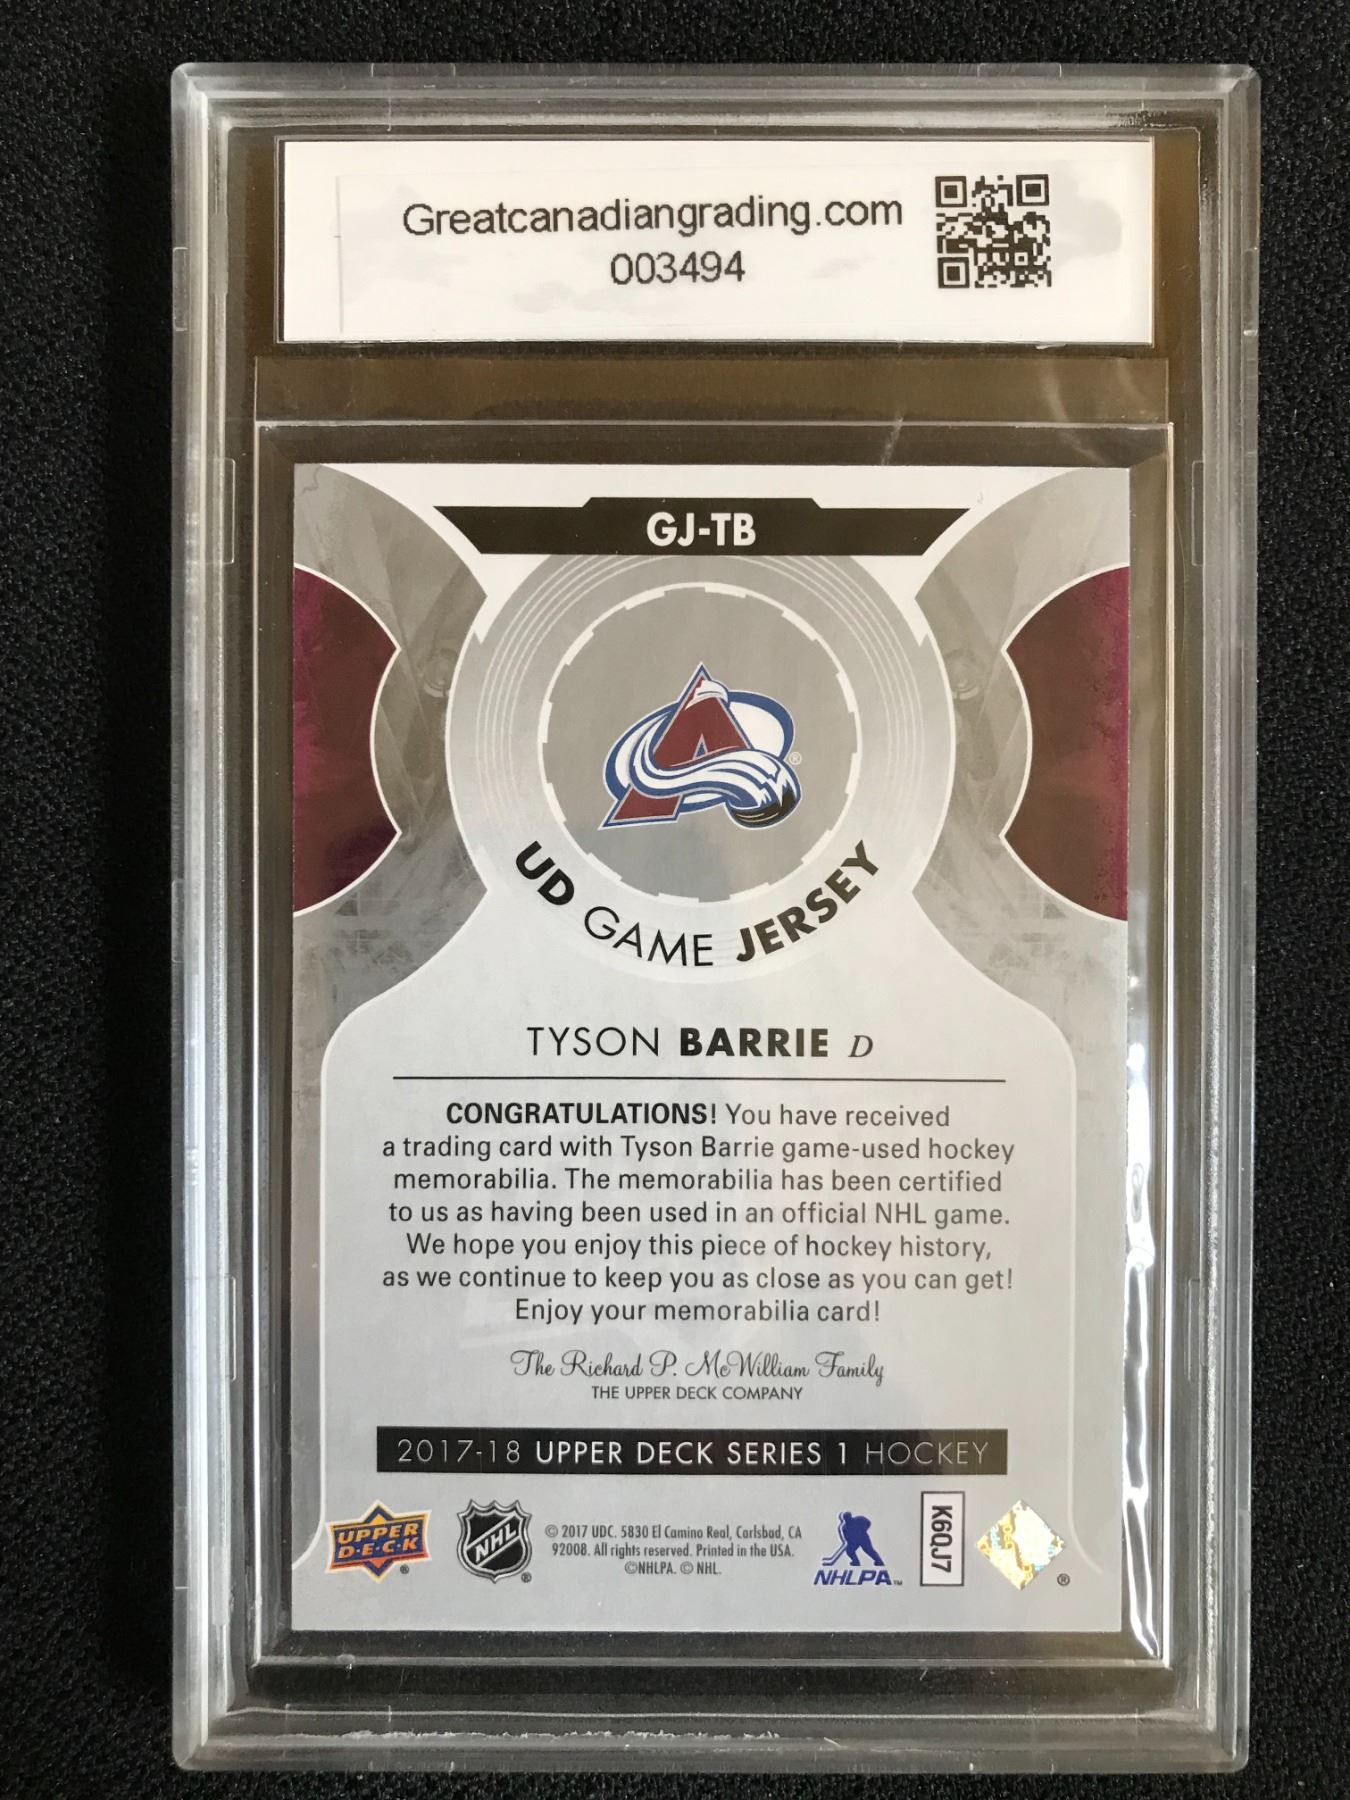 Greatcanadiangrading.com
003494
GJ-TB
®
UD GAME JERSEY
TYSON BARRIE D
CONGRATULATIONS! You have received
a trading card with Tyson Barrie game-used hockey
memorabilia. The memorabilia has been certified
to us as having been used in an official NHL game.
We hope you enjoy this piece of hockey history,
as we continue to keep you as close as you can get!
Enjoy your memorabilia card!
The Richard P. McWilliam Family
THE UPPER DECK COMPANY
2017-18 UPPER DECK SERIES 1 HOCKEY
UPPER
D·E·C·K
®
NHL
®
© 2017 UDC. 5830 El Camino Real, Carlsbad, CA
92008. All rights reserved. Printed in the USA.
©NHLPA. © NHL.
NHLPA™
K6QJ7
®